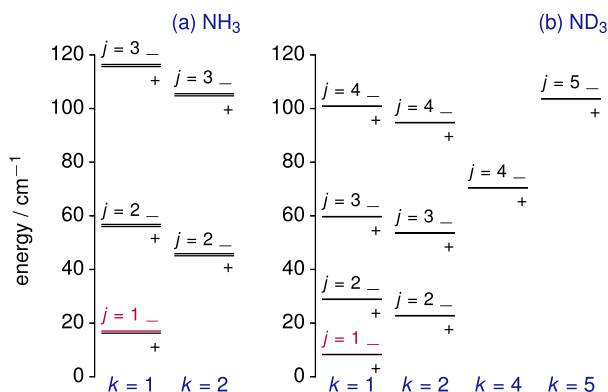 (a) NH₃
(b) ND₃
energy / cm⁻¹
120
100
80
60
40
20
0
j = 3 −
+
j = 3 −
+
j = 2 −
+
j = 2 −
+
j = 1 −
+
k = 1
k = 2
120
100
80
60
40
20
0
j = 4 −
+
j = 3 −
+
j = 2 −
+
j = 1 −
+
j = 4 −
+
j = 3 −
+
j = 2 −
+
j = 4 −
+
j = 5 −
+
k = 1
k = 2
k = 4
k = 5